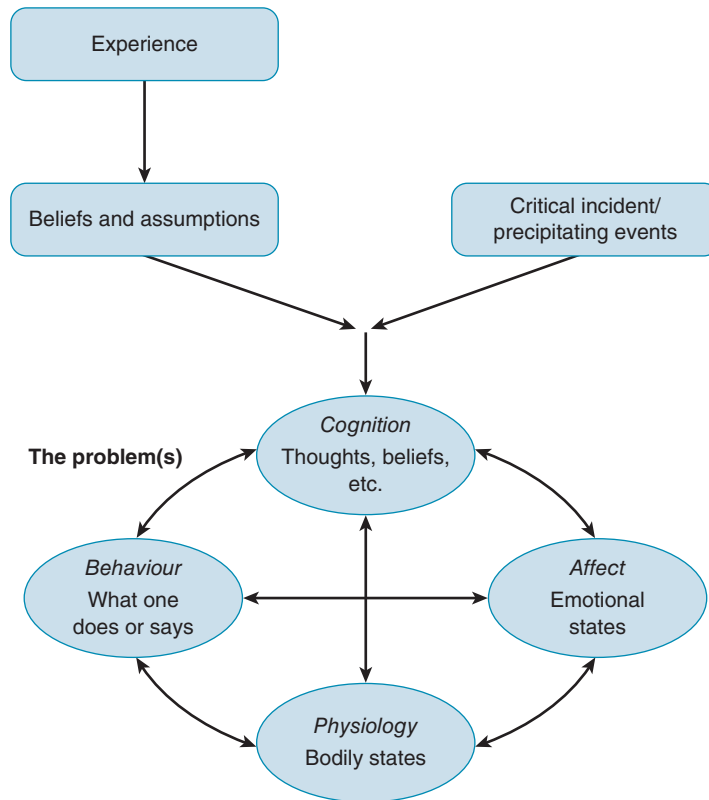 Experience
Beliefs and assumptions
Critical incident/
precipitating events
The problem(s)
Cognition
Thoughts, beliefs,
etc.
Behaviour
What one
does or says
Affect
Emotional
states
Physiology
Bodily states